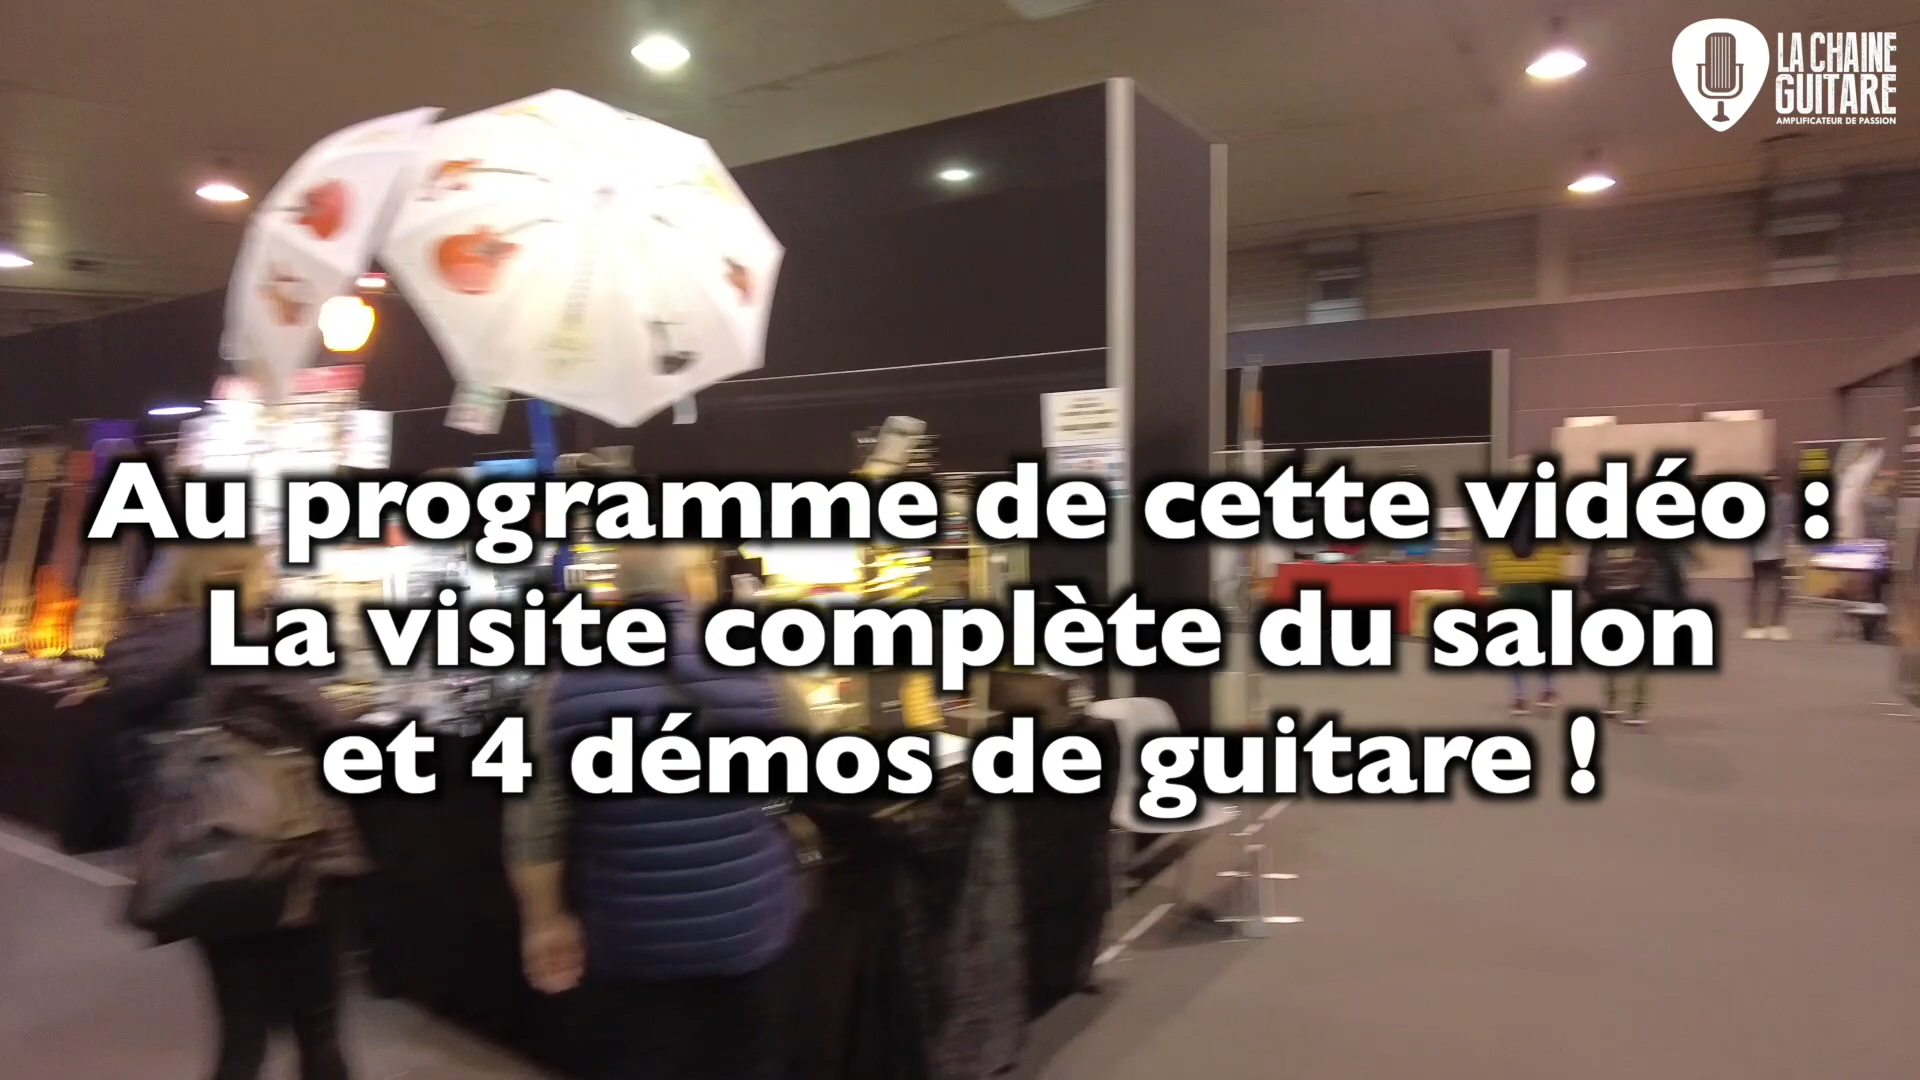 LA CHAINE
GUITARE
AMPLIFICATEUR DE PASSION
Au programme de cette vidéo :
La visite complète du salon
et 4 démos de guitare !